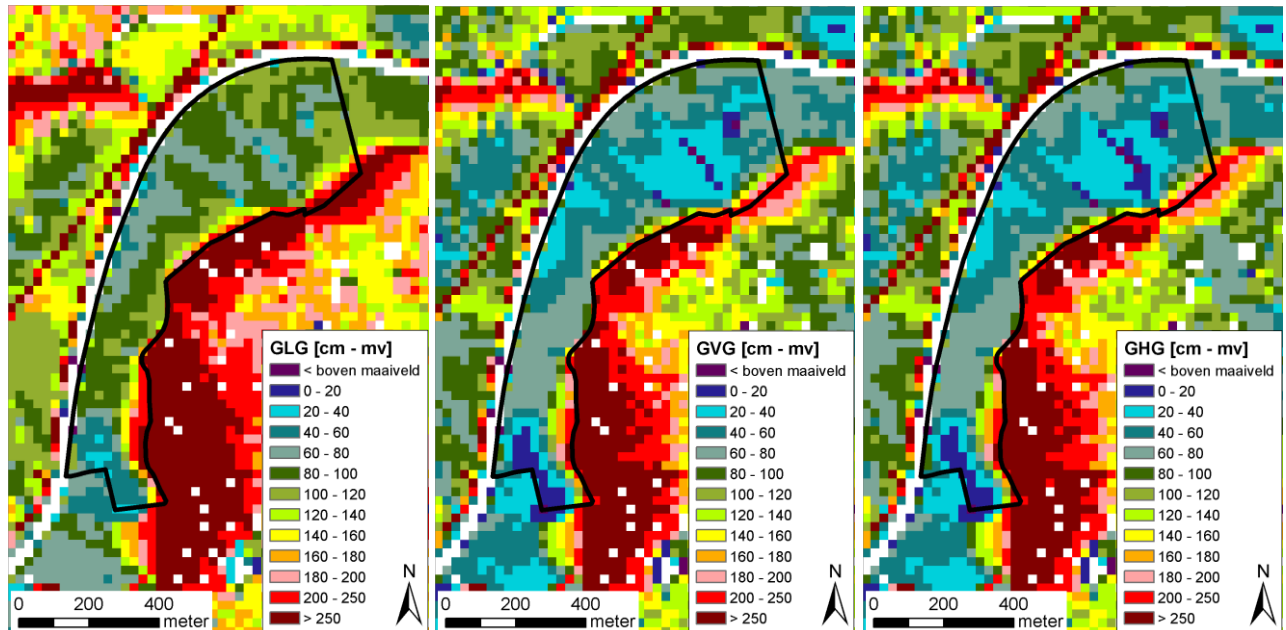 GLG [cm - mv]
< boven maaiveld
0 - 20
20 - 40
40 - 60
60 - 80
80 - 100
100 - 120
120 - 140
140 - 160
160 - 180
180 - 200
200 - 250
> 250
N
0 200 400
meter
GVG [cm - mv]
< boven maaiveld
0 - 20
20 - 40
40 - 60
60 - 80
80 - 100
100 - 120
120 - 140
140 - 160
160 - 180
180 - 200
200 - 250
> 250
N
0 200 400
meter
GHG [cm - mv]
< boven maaiveld
0 - 20
20 - 40
40 - 60
60 - 80
80 - 100
100 - 120
120 - 140
140 - 160
160 - 180
180 - 200
200 - 250
> 250
N
0 200 400
meter